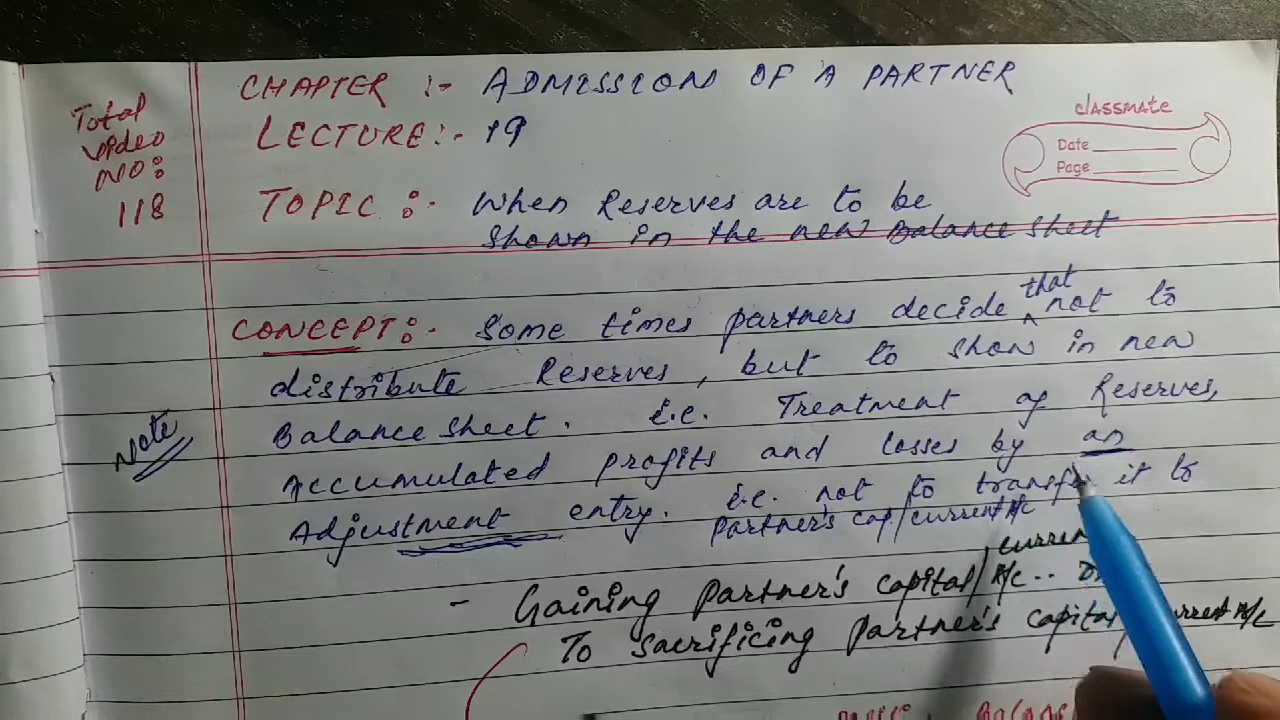 CHAPTER :- ADMISSION OF A PARTNER
Total
video
NO:
118
LECTURE:- 19
classmate
Date
Page
TOPIC :- When Reserves are to be
shown in the new Balance sheet
CONCEPT:- Some times partners decide that not to
distribute Reserves, but to show in new
Balance sheet. i.e. Treatment of Reserves,
Note
Accumulated profits and losses by an
Adjustment entry. i.e. not to transfer it to
Partner's cap/current A/c
- Gaining Partner's capital/current A/c..
To Sacrificing Partner's capital/current A/c